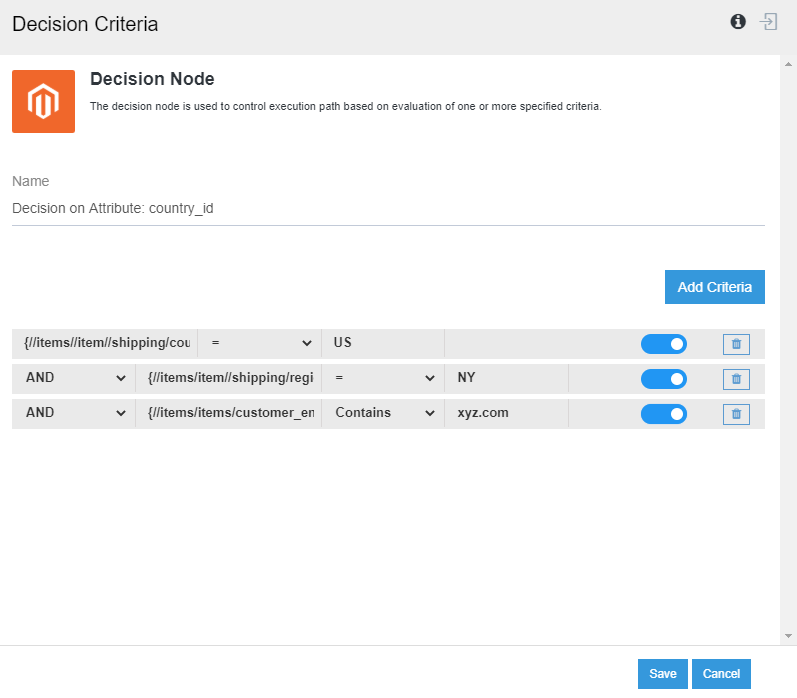 Decision Criteria
Decision Node
The decision node is used to control execution path based on evaluation of one or more specified criteria.
Name
Decision on Attribute: country_id
Add Criteria
{//items//item//shipping/cou = US
AND {//items/item//shipping/regi = NY
AND {//items/items/customer_en Contains xyz.com
Save Cancel